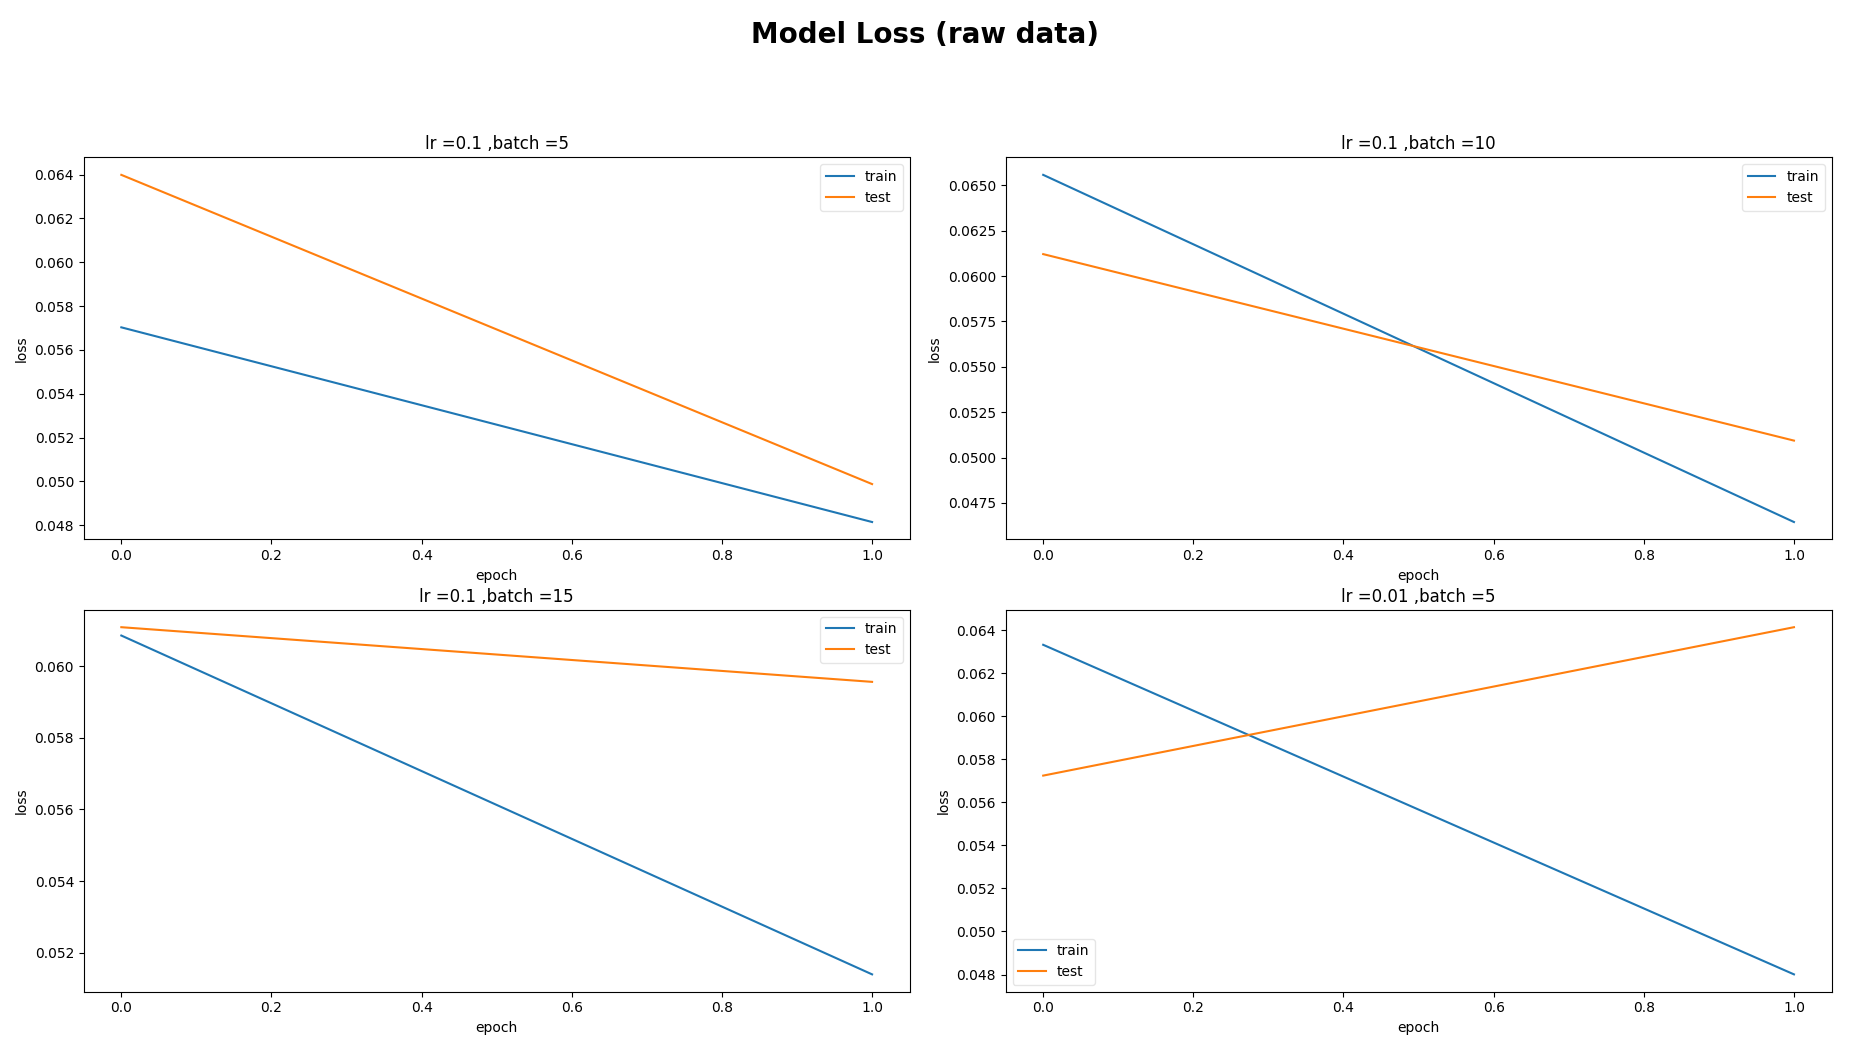 Model Loss (raw data)
lr =0.1 ,batch =5
train
test
0.064
0.062
0.060
0.058
0.056
0.054
0.052
0.050
0.048
loss
0.0 0.2 0.4 0.6 0.8 1.0
epoch
lr =0.1 ,batch =10
train
test
0.0650
0.0625
0.0600
0.0575
0.0550
0.0525
0.0500
0.0475
loss
0.0 0.2 0.4 0.6 0.8 1.0
epoch
lr =0.1 ,batch =15
train
test
0.060
0.058
0.056
0.054
0.052
loss
0.0 0.2 0.4 0.6 0.8 1.0
epoch
lr =0.01 ,batch =5
0.064
0.062
0.060
0.058
0.056
0.054
0.052
0.050
0.048
loss
train
test
0.0 0.2 0.4 0.6 0.8 1.0
epoch